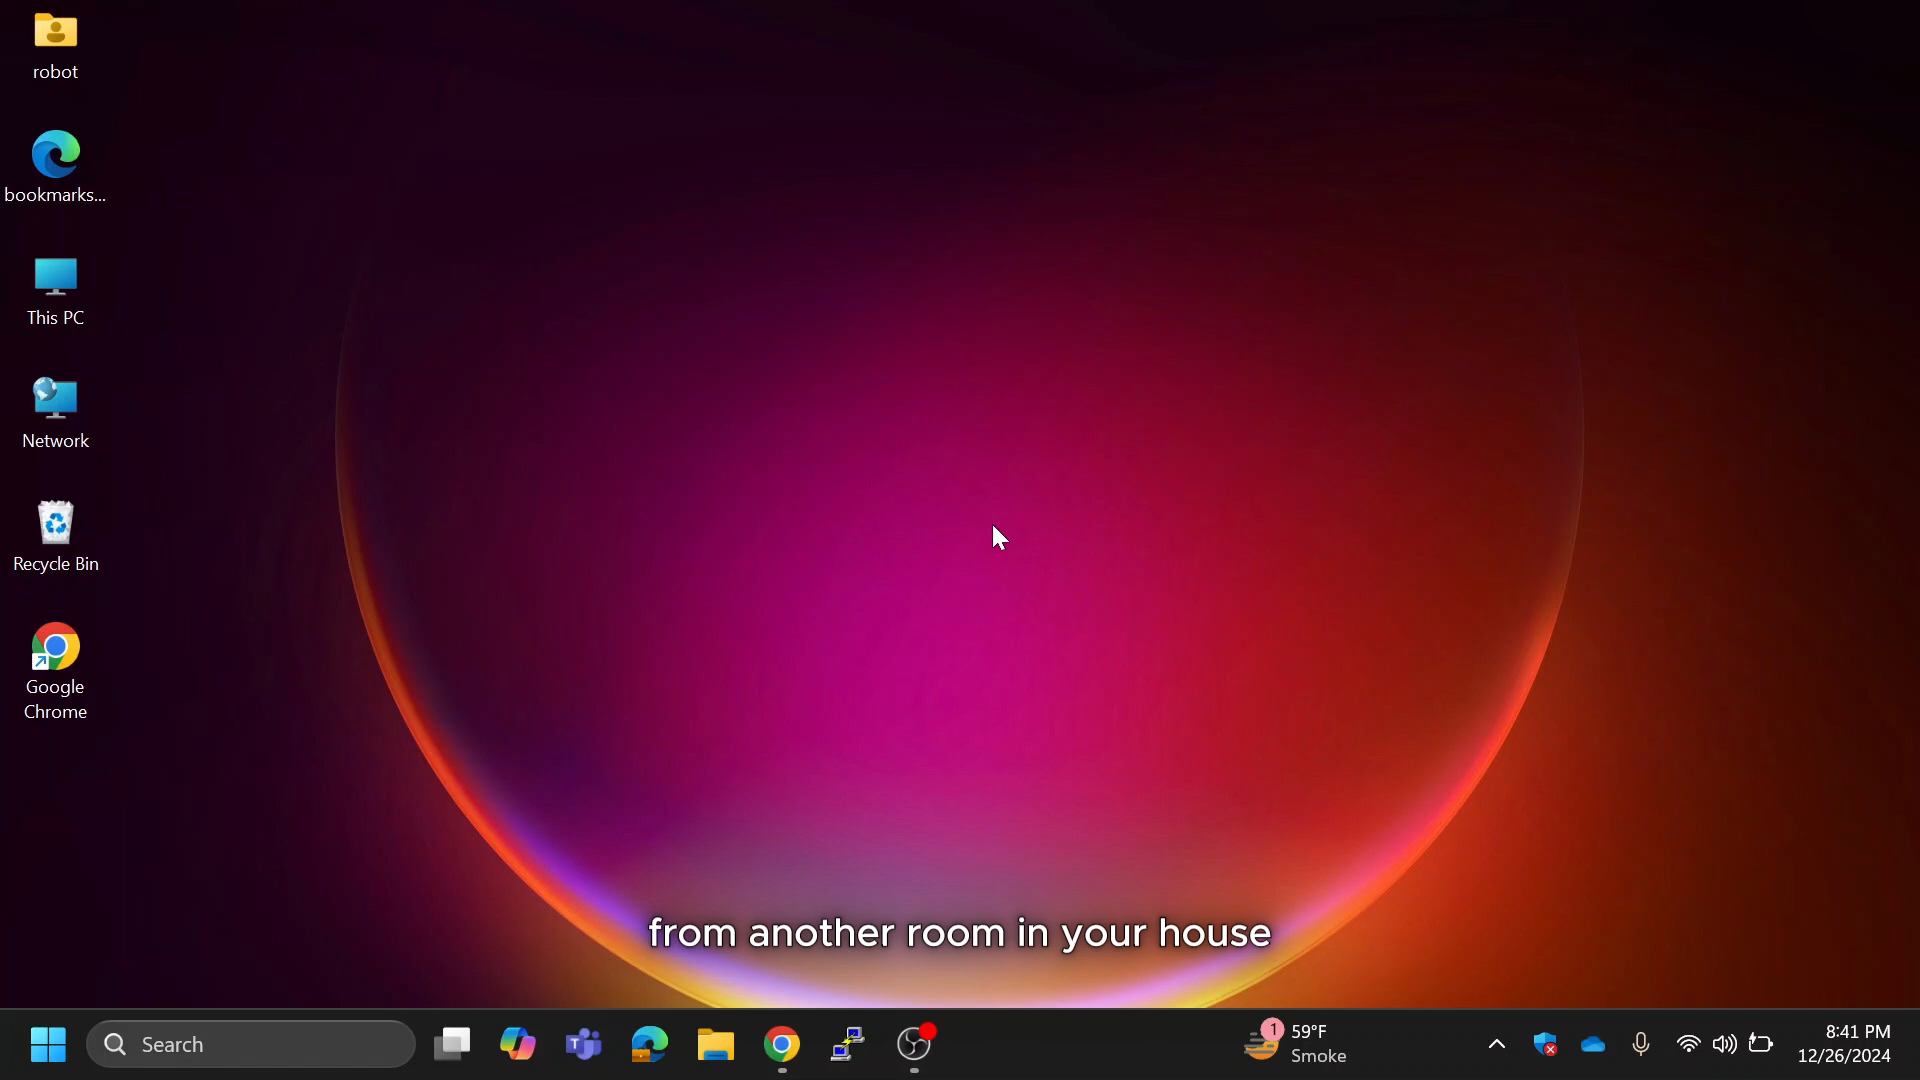 robot
bookmarks...
This PC
Network
Recycle Bin
Google
Chrome
from another room in your house
Search
1
59°F
Smoke
8:41 PM
12/26/2024